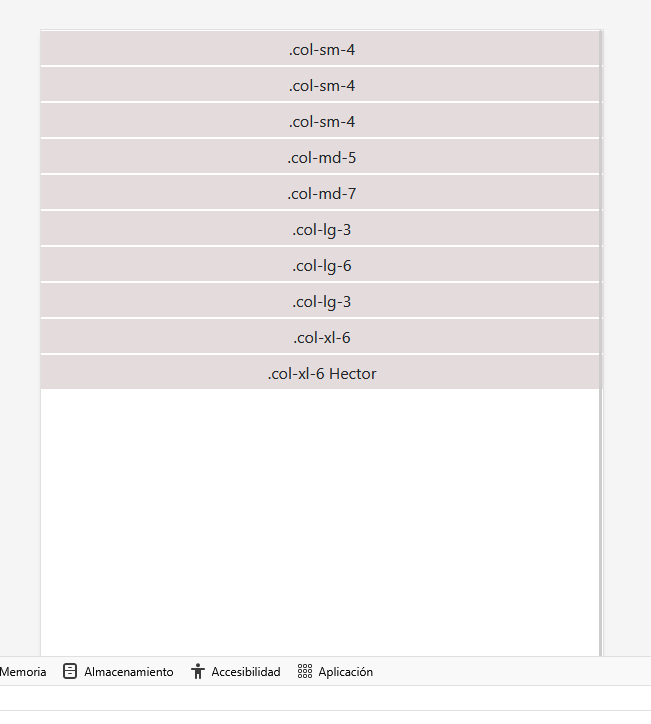 .col-sm-4
.col-sm-4
.col-sm-4
.col-md-5
.col-md-7
.col-lg-3
.col-lg-6
.col-lg-3
.col-xl-6
.col-xl-6 Hector
Memoria Almacenamiento Accesibilidad Aplicación